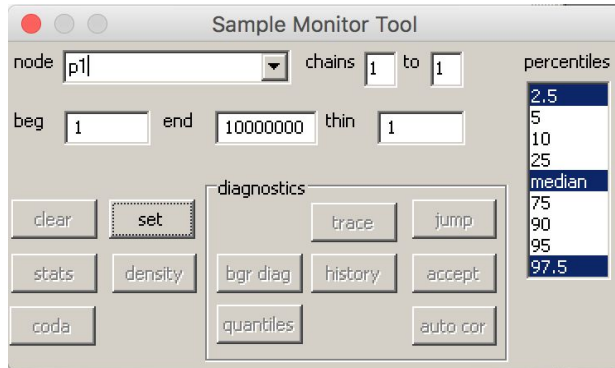 Sample Monitor Tool
node p1 chains 1 to 1 percentiles
beg 1 end 10000000 thin 1
2.5
5
10
25
median
75
90
95
97.5
diagnostics
clear set trace jump
stats density bgr diag history accept
coda quantiles auto cor